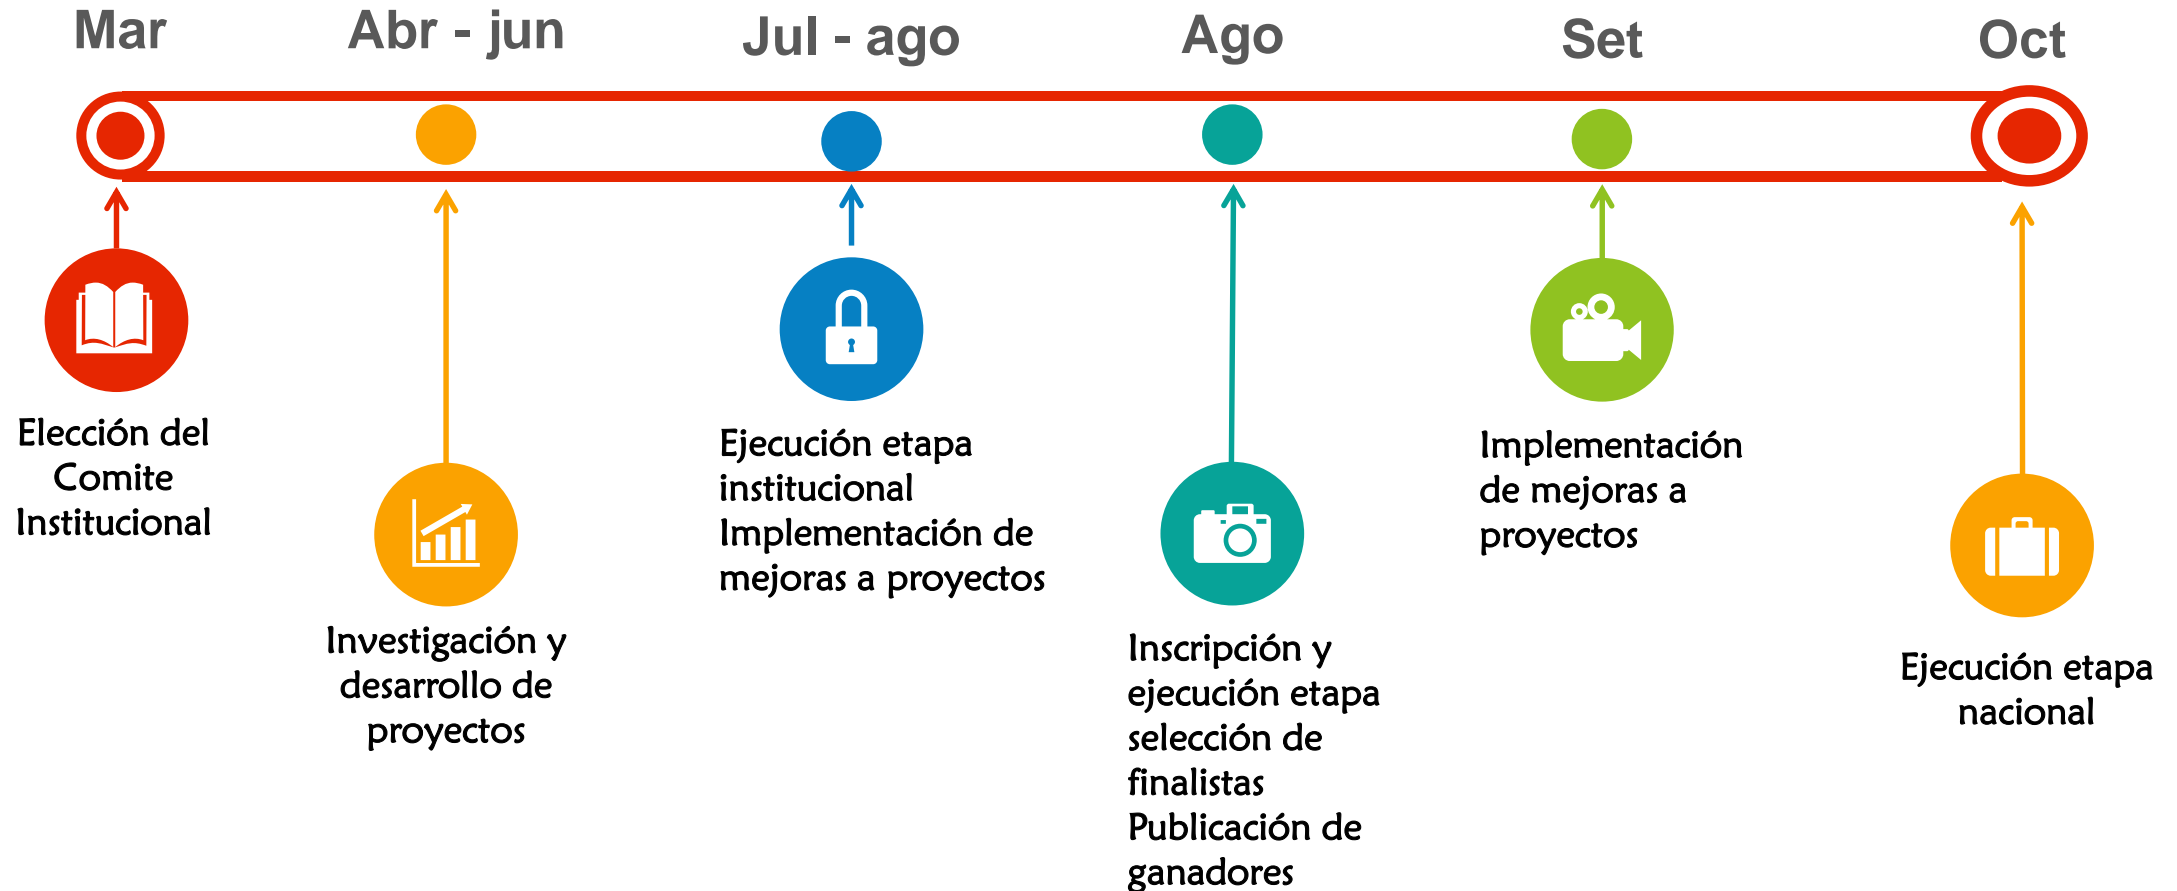 Mar
Abr - jun
Jul - ago
Ago
Set
Oct
Elección del
Comite
Institucional
Investigación y
desarrollo de
proyectos
Ejecución etapa
institucional
Implementación de
mejoras a proyectos
Inscripción y
ejecución etapa
selección de
finalistas
Publicación de
ganadores
Implementación
de mejoras a
proyectos
Ejecución etapa
nacional